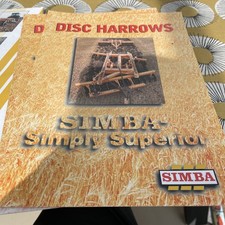 D DISC HARROWS
SIMBA-
Simply Superior
SIMBA